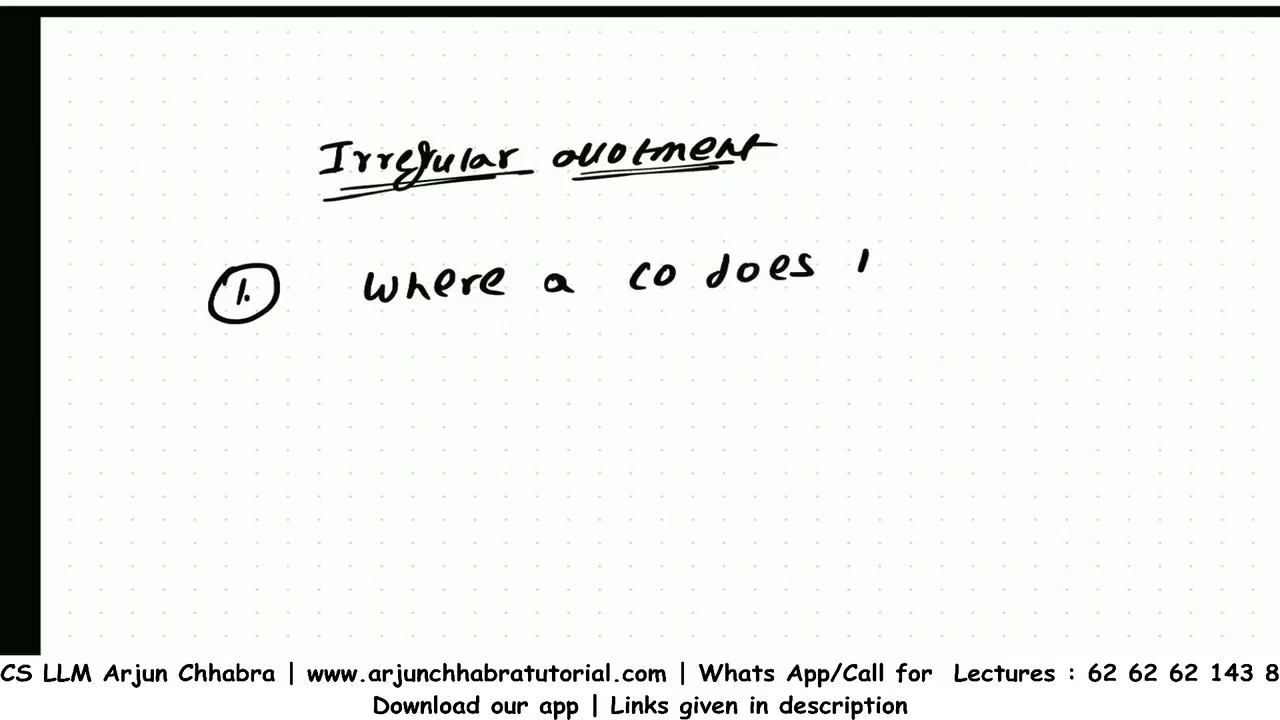 Irregular allotment
1. where a co does
CS LLM Arjun Chhabra | www.arjunchhabratutorial.com | Whats App/Call for Lectures : 62 62 62 143 8
Download our app | Links given in description